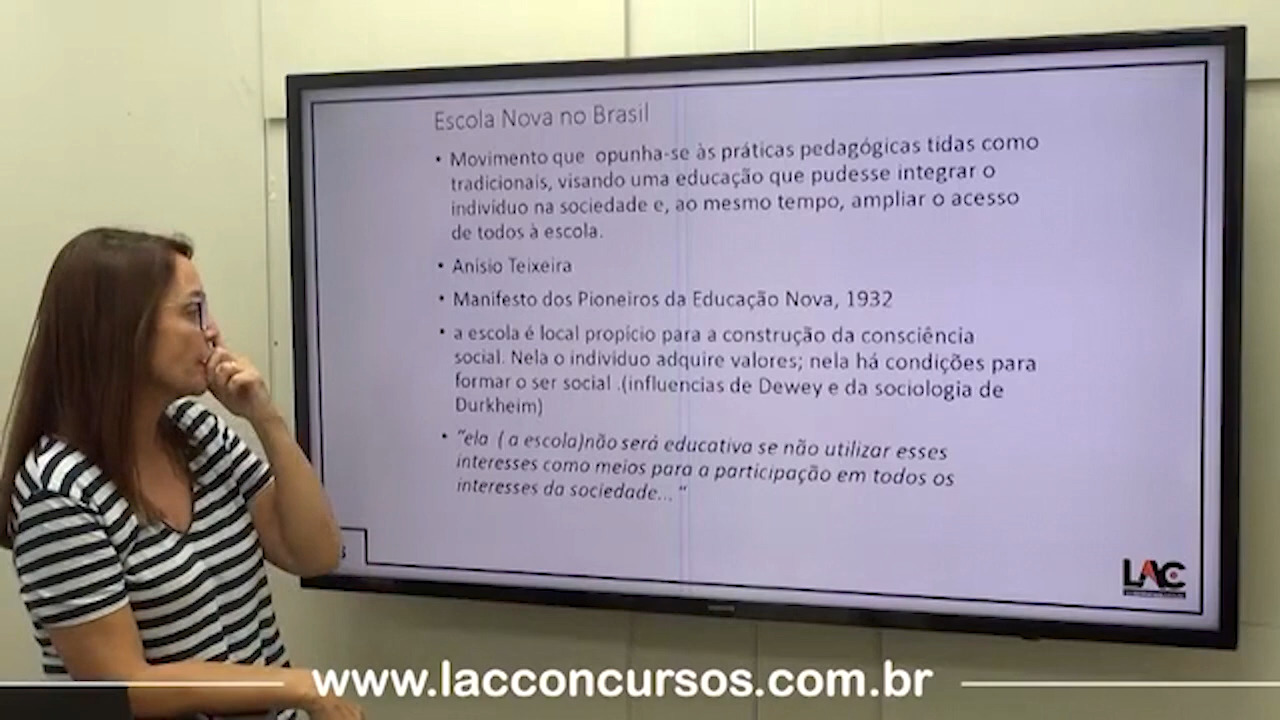 Escola Nova no Brasil
• Movimento que opunha-se às práticas pedagógicas tidas como
tradicionais, visando uma educação que pudesse integrar o
indivíduo na sociedade e, ao mesmo tempo, ampliar o acesso
de todos à escola.
• Anísio Teixeira
• Manifesto dos Pioneiros da Educação Nova, 1932
• a escola é local propício para a construção da consciência
social. Nela o indivíduo adquire valores; nela há condições para
formar o ser social .(influencias de Dewey e da sociologia de
Durkheim)
• "ela ( a escola)não será educativa se não utilizar esses
interesses como meios para a participação em todos os
interesses da sociedade... "
LAC
www.lacconcursos.com.br